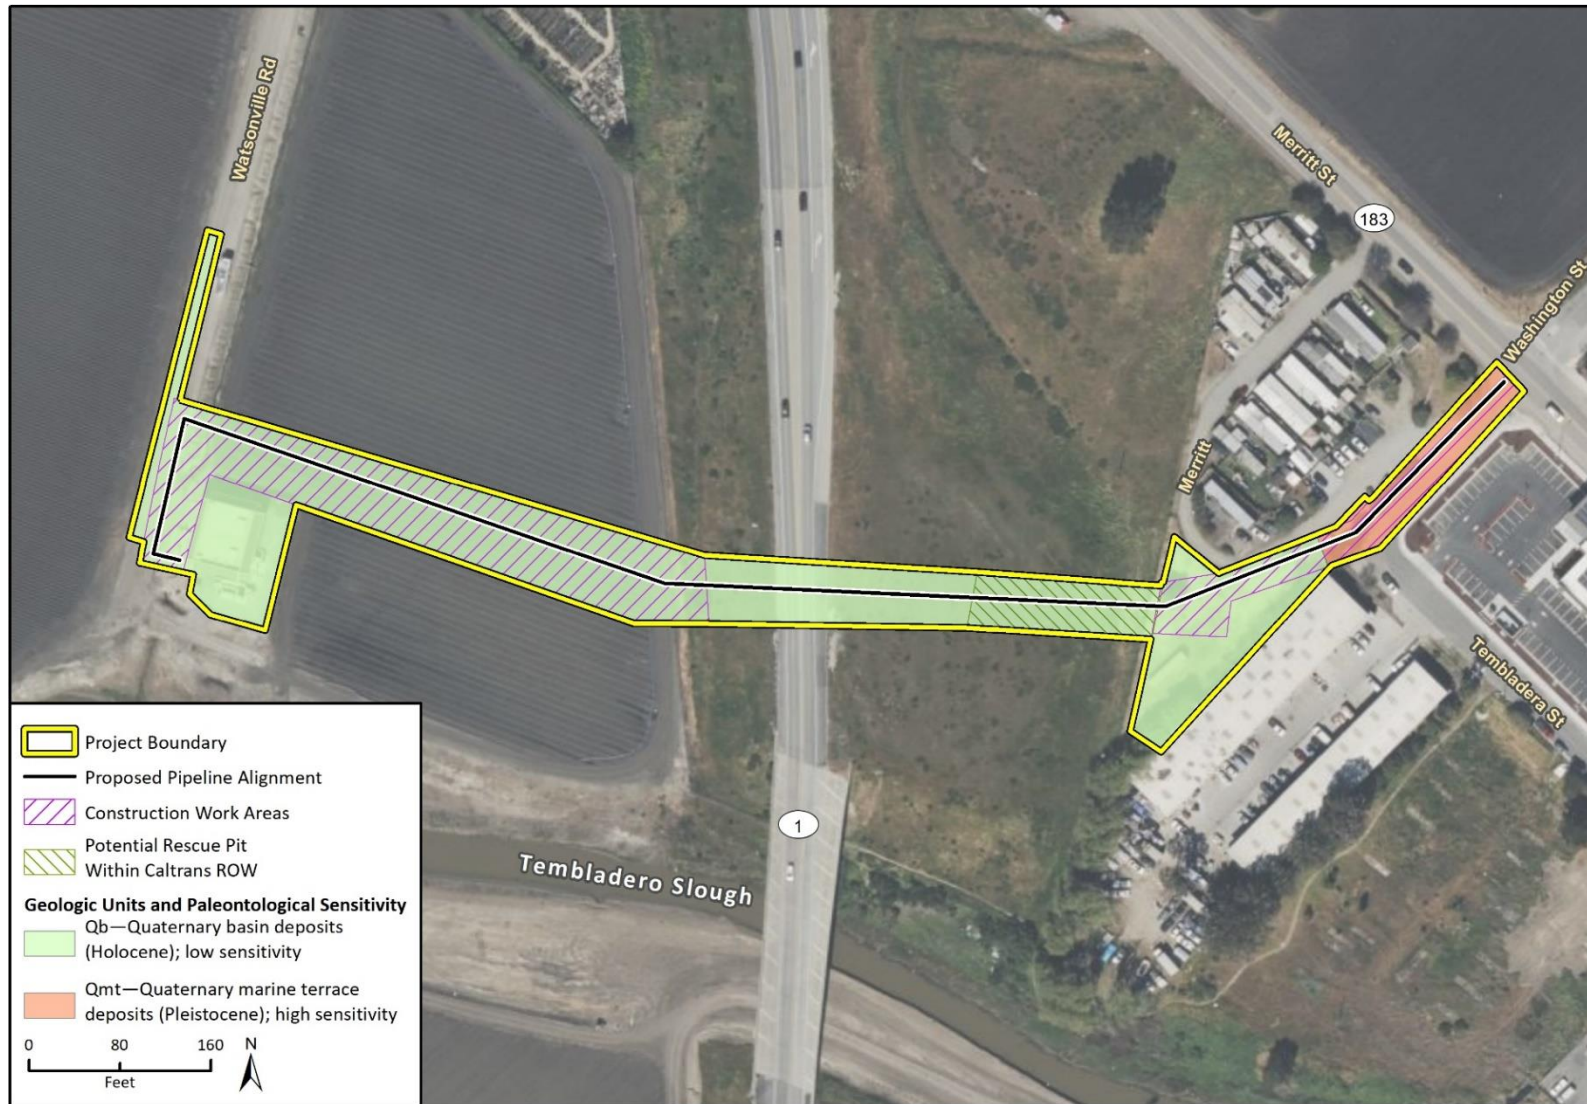 Watsonville Rd
Merritt St
183
Washington St
Merritt
Tembladera St
1
Tembladero Slough
Project Boundary
Proposed Pipeline Alignment
Construction Work Areas
Potential Rescue Pit
Within Caltrans ROW
Geologic Units and Paleontological Sensitivity
Qb—Quaternary basin deposits
(Holocene); low sensitivity
Qmt—Quaternary marine terrace
deposits (Pleistocene); high sensitivity
0 80 160
Feet
N